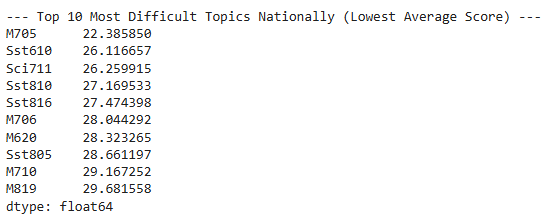 --- Top 10 Most Difficult Topics Nationally (Lowest Average Score) ---
M705      22.385850
Sst610    26.116657
Sci711    26.259915
Sst810    27.169533
Sst816    27.474398
M706      28.044292
M620      28.323265
Sst805    28.661197
M710      29.167252
M819      29.681558
dtype: float64